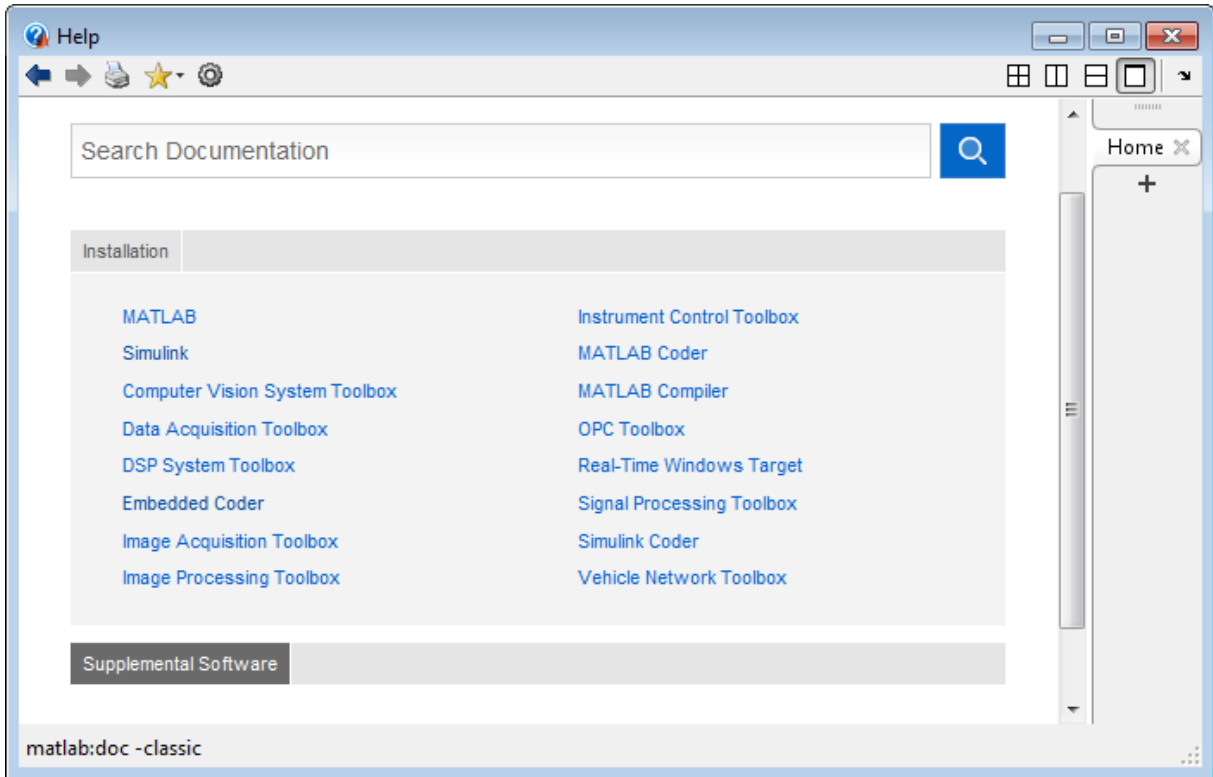 Help
Home
Search Documentation
Installation
MATLAB
Simulink
Computer Vision System Toolbox
Data Acquisition Toolbox
DSP System Toolbox
Embedded Coder
Image Acquisition Toolbox
Image Processing Toolbox
Instrument Control Toolbox
MATLAB Coder
MATLAB Compiler
OPC Toolbox
Real-Time Windows Target
Signal Processing Toolbox
Simulink Coder
Vehicle Network Toolbox
Supplemental Software
matlab:doc -classic